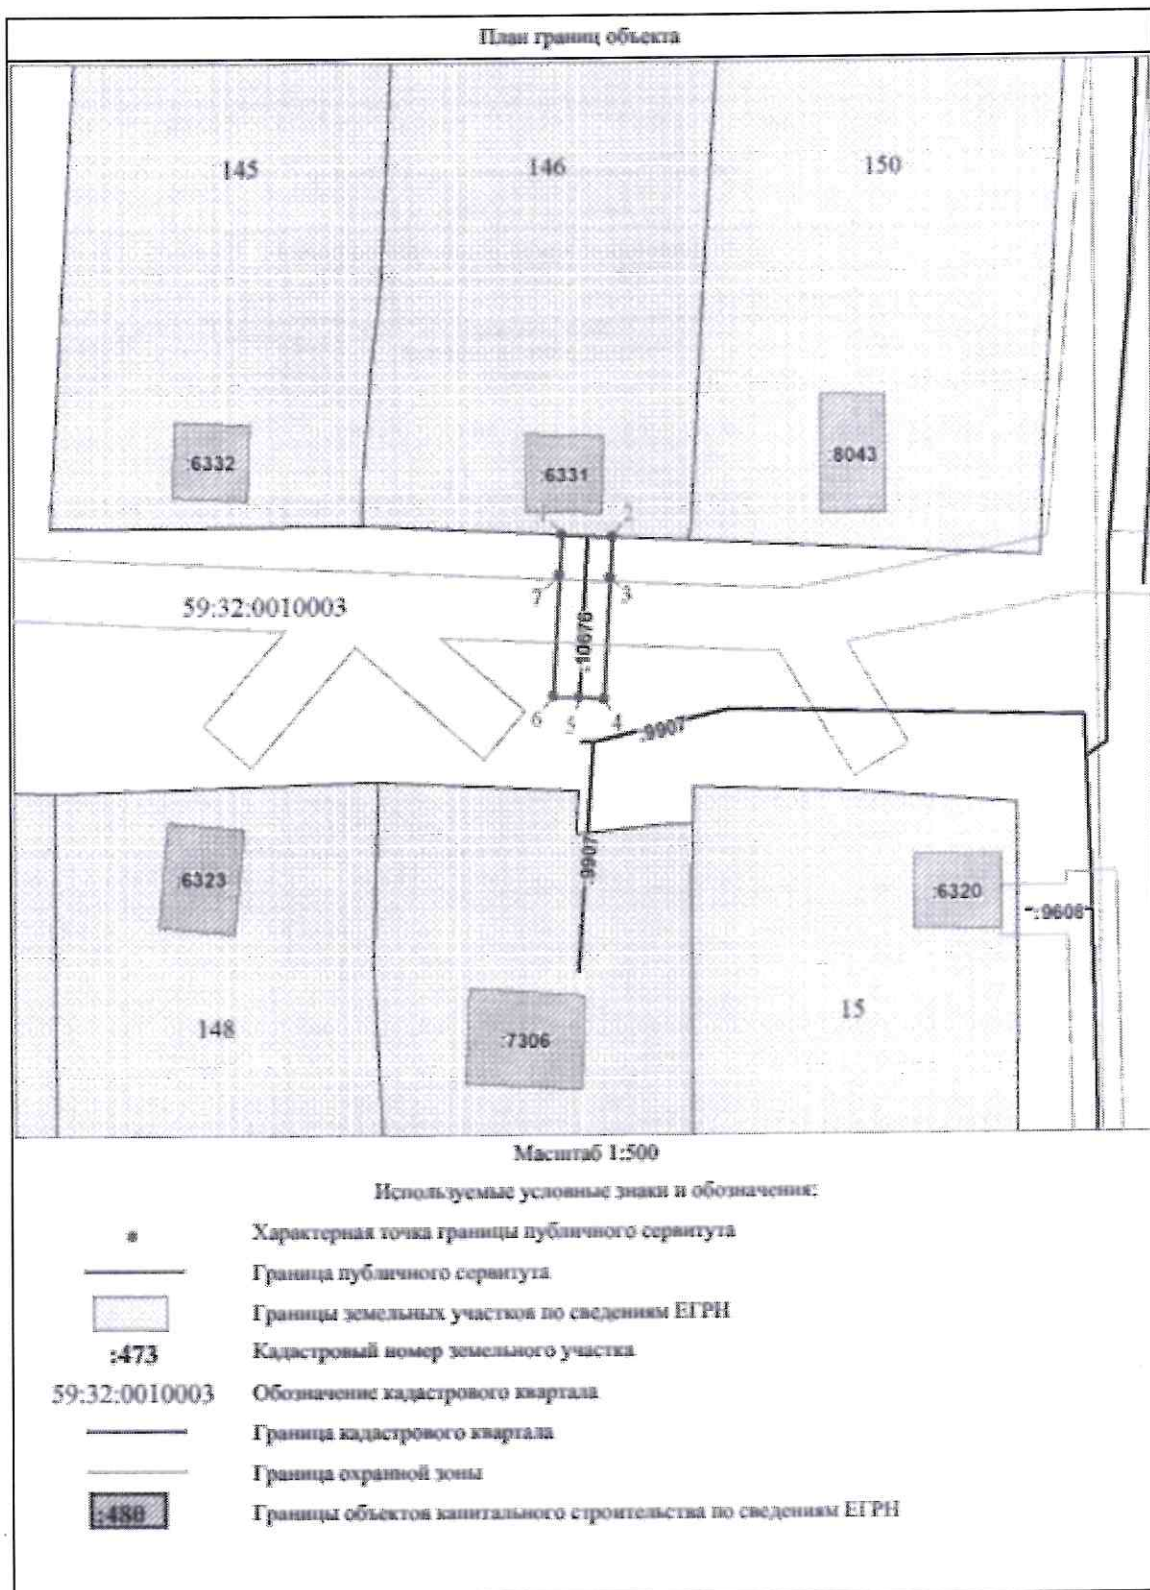 План границ объекта
145
146
150
:6332
:6331
:8043
1
2
7
3
59:32:0010003
:10676
6
5
4
:9907
:9907
:6323
:6320
:9608
148
15
:7306
Масштаб 1:500
Используемые условные знаки и обозначения:
Характерная точка границы публичного сервитута
Граница публичного сервитута
Границы земельных участков по сведениям ЕГРН
:473 Кадастровый номер земельного участка
59:32:0010003 Обозначение кадастрового квартала
Граница кадастрового квартала
Граница охранной зоны
:480 Границы объектов капитального строительства по сведениям ЕГРН